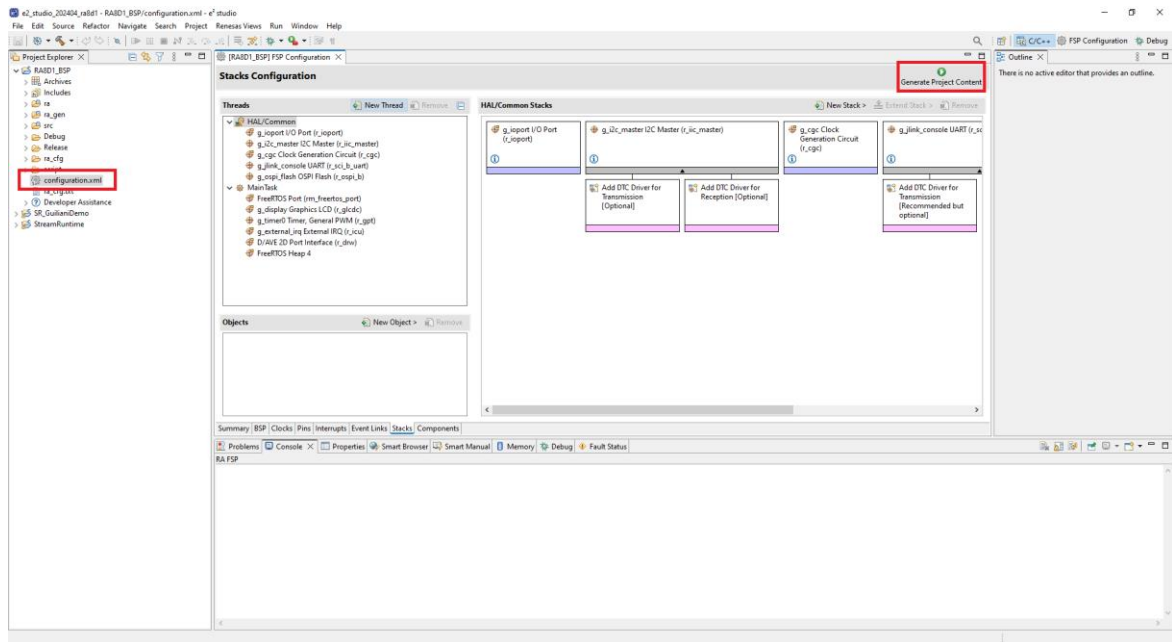 e2_studio_202404_ra8d1 - RA8D1_BSP/configuration.xml - e² studio
File Edit Source Refactor Navigate Search Project Renesas Views Run Window Help
C/C++ FSP Configuration Debug
Project Explorer
RA8D1_BSP
Archives
Includes
ra
ra_gen
src
Debug
Release
ra_cfg
script
configuration.xml
ra_cfg.txt
Developer Assistance
SR_GuilianiDemo
StreamRuntime
[RA8D1_BSP] FSP Configuration
Stacks Configuration
Generate Project Content
Threads
New Thread Remove
HAL/Common
g_ioport I/O Port (r_ioport)
g_i2c_master I2C Master (r_iic_master)
g_cgc Clock Generation Circuit (r_cgc)
g_jlink_console UART (r_sci_b_uart)
g_ospi_flash OSPI Flash (r_ospi_b)
MainTask
FreeRTOS Port (rm_freertos_port)
g_display Graphics LCD (r_glcdc)
g_timer0 Timer, General PWM (r_gpt)
g_external_irq External IRQ (r_icu)
D/AVE 2D Port Interface (r_drw)
FreeRTOS Heap 4
Objects
New Object > Remove
HAL/Common Stacks
New Stack > Extend Stack > Remove
g_ioport I/O Port
(r_ioport)
g_i2c_master I2C Master (r_iic_master)
g_cgc Clock
Generation Circuit
(r_cgc)
g_jlink_console UART (r_sc
Add DTC Driver for
Transmission
[Optional]
Add DTC Driver for
Reception [Optional]
Add DTC Driver for
Transmission
[Recommended but
optional]
Summary BSP Clocks Pins Interrupts Event Links Stacks Components
Outline
There is no active editor that provides an outline.
Problems Console Properties Smart Browser Smart Manual Memory Debug Fault Status
RA FSP